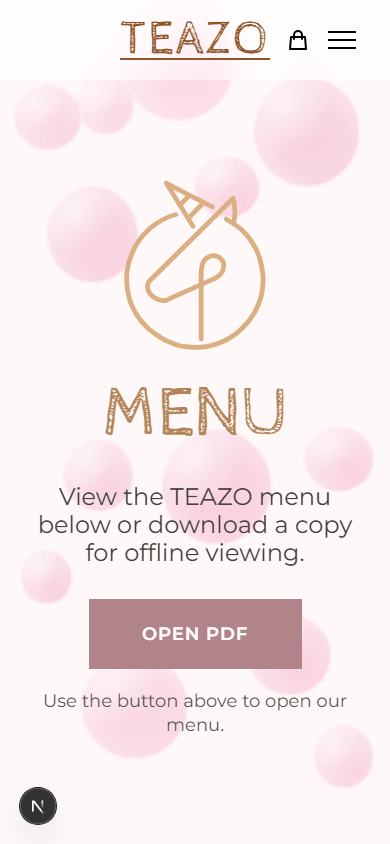 TEAZO
MENU
View the TEAZO menu
below or download a copy
for offline viewing.
OPEN PDF
Use the button above to open our
menu.
N